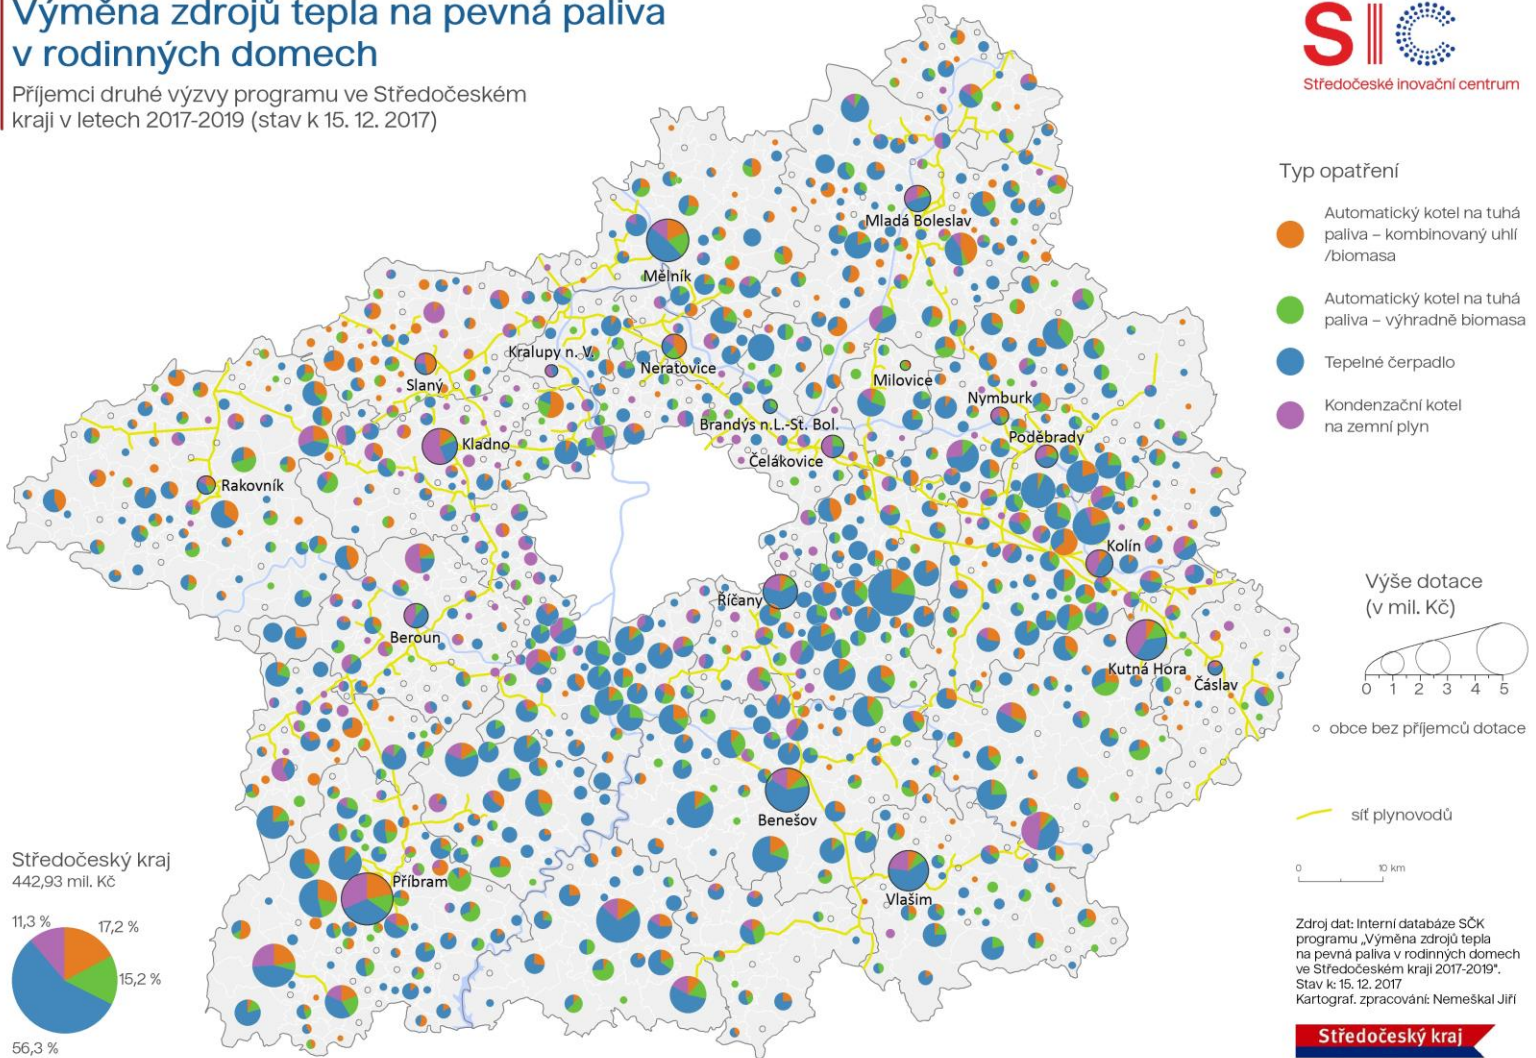 Výměna zdrojů tepla na pevná paliva
v rodinných domech
Příjemci druhé výzvy programu ve Středočeském
kraji v letech 2017-2019 (stav k 15. 12. 2017)
SIC
Středočeské inovační centrum
Typ opatření
Automatický kotel na tuhá
paliva – kombinovaný uhlí
/biomasa
Automatický kotel na tuhá
paliva – výhradně biomasa
Tepelné čerpadlo
Kondenzační kotel
na zemní plyn
Mladá Boleslav
Mělník
Kralupy n. V.
Neratovice
Slaný
Milovice
Nymburk
Brandýs n.L.-St. Bol.
Poděbrady
Kladno
Čelákovice
Rakovník
Kolín
Říčany
Beroun
Kutná Hora
Čáslav
Benešov
Příbram
Vlašim
Výše dotace
(v mil. Kč)
0 1 2 3 4 5
obce bez příjemců dotace
síť plynovodů
0 10 km
Středočeský kraj
442,93 mil. Kč
11,3 %
17,2 %
15,2 %
56,3 %
Zdroj dat: Interní databáze SČK
programu „Výměna zdrojů tepla
na pevná paliva v rodinných domech
ve Středočeském kraji 2017-2019".
Stav k: 15. 12. 2017
Kartograf. zpracování: Nemeškal Jiří
Středočeský kraj